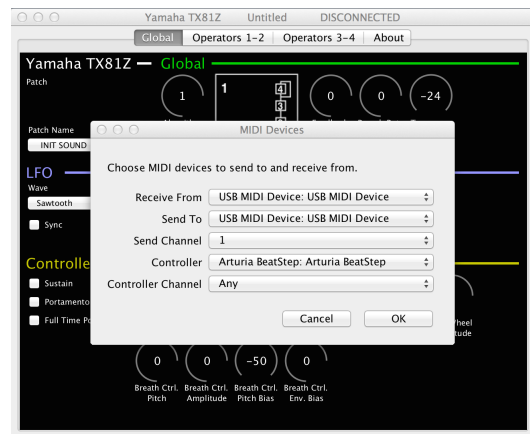 Yamaha TX81Z Untitled DISCONNECTED
Global Operators 1–2 Operators 3–4 About
Yamaha TX81Z — Global
Patch
1
1
4
3
0
0
−24
Patch Name
INIT SOUND
LFO
Wave
Sawtooth
Sync
Controlle
Sustain
Portamento
Full Time Po
MIDI Devices
Choose MIDI devices to send to and receive from.
Receive From USB MIDI Device: USB MIDI Device
Send To USB MIDI Device: USB MIDI Device
Send Channel 1
Controller Arturia BeatStep: Arturia BeatStep
Controller Channel Any
Cancel OK
heel
tude
0 0 −50 0
Breath Ctrl. Breath Ctrl. Breath Ctrl. Breath Ctrl.
Pitch Amplitude Pitch Bias Env. Bias